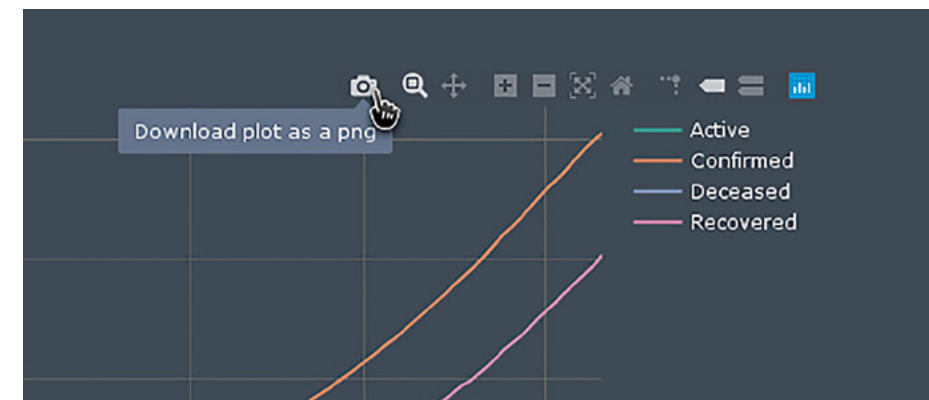 Download plot as a png
Active
Confirmed
Deceased
Recovered